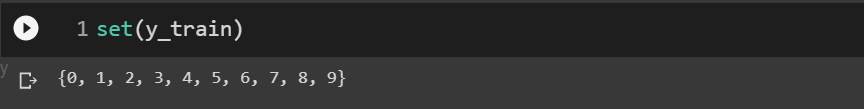 1 set(y_train)
y
{0, 1, 2, 3, 4, 5, 6, 7, 8, 9}